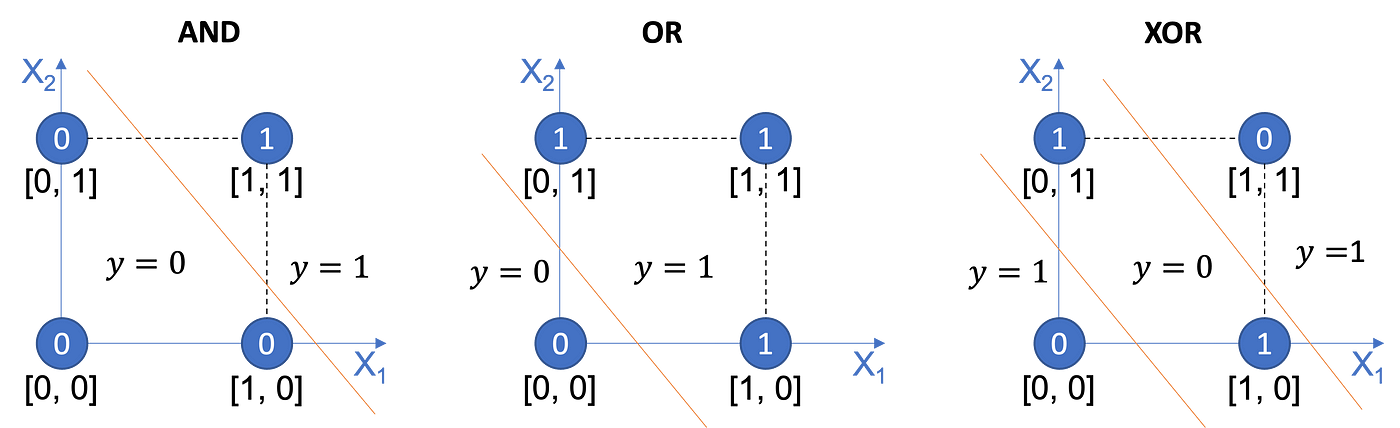 AND
X2
0
1
[0, 1]
[1, 1]
y = 0
y = 1
0
0
X1
[0, 0]
[1, 0]
OR
X2
1
1
[0, 1]
[1, 1]
y = 0
y = 1
0
1
X1
[0, 0]
[1, 0]
XOR
X2
1
0
[0, 1]
[1, 1]
y = 1
y = 0
y =1
0
1
X1
[0, 0]
[1, 0]